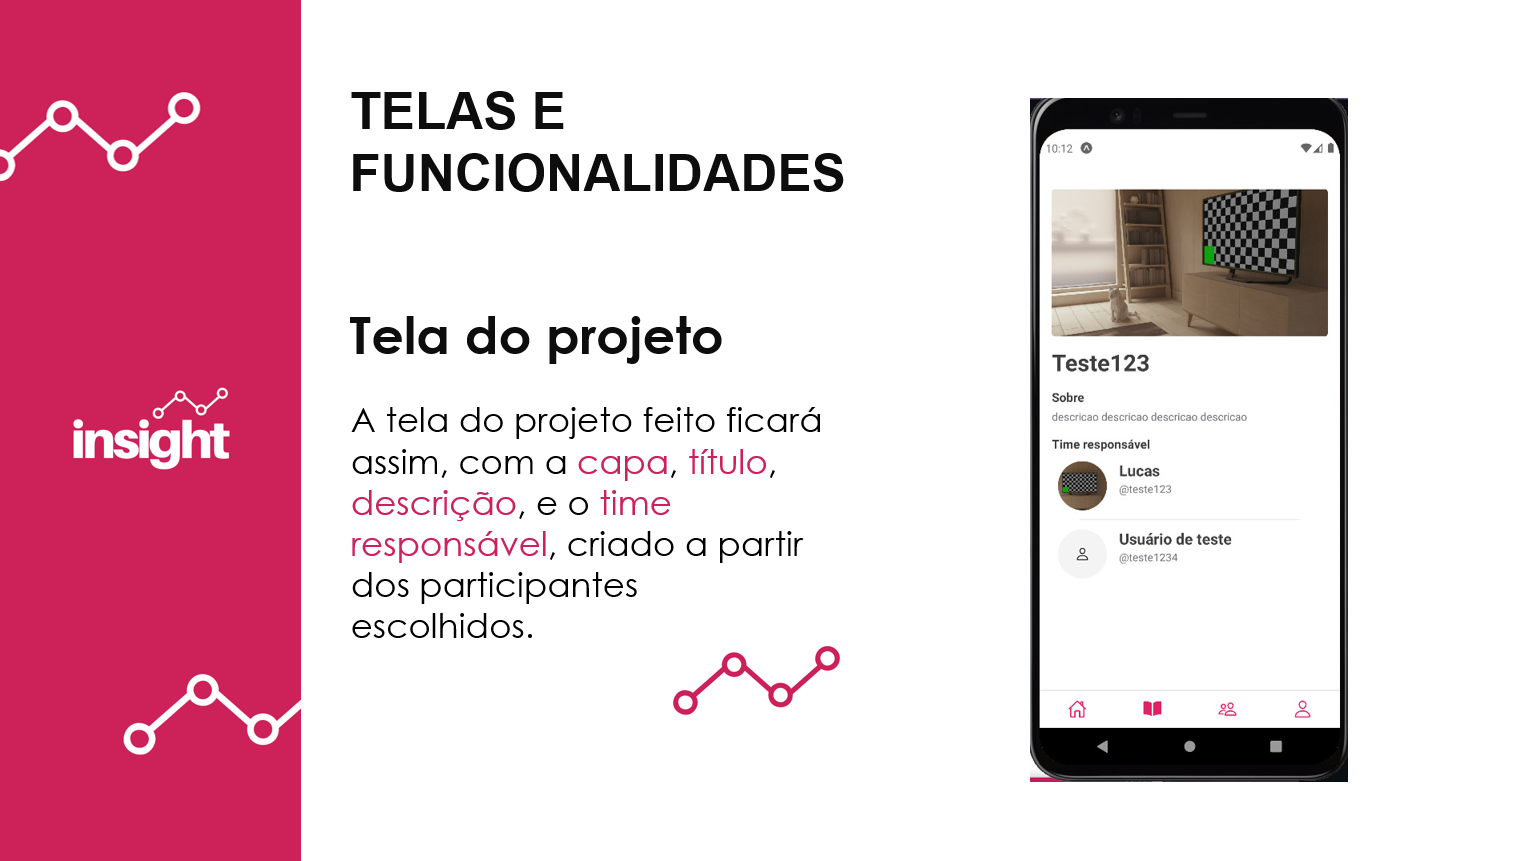 TELAS E
FUNCIONALIDADES
Tela do projeto
A tela do projeto feito ficará
assim, com a capa, título,
descrição, e o time
responsável, criado a partir
dos participantes
escolhidos.
insight
10:12
Teste123
Sobre
descricao descricao descricao descricao
Time responsável
Lucas
@teste123
Usuário de teste
@teste1234